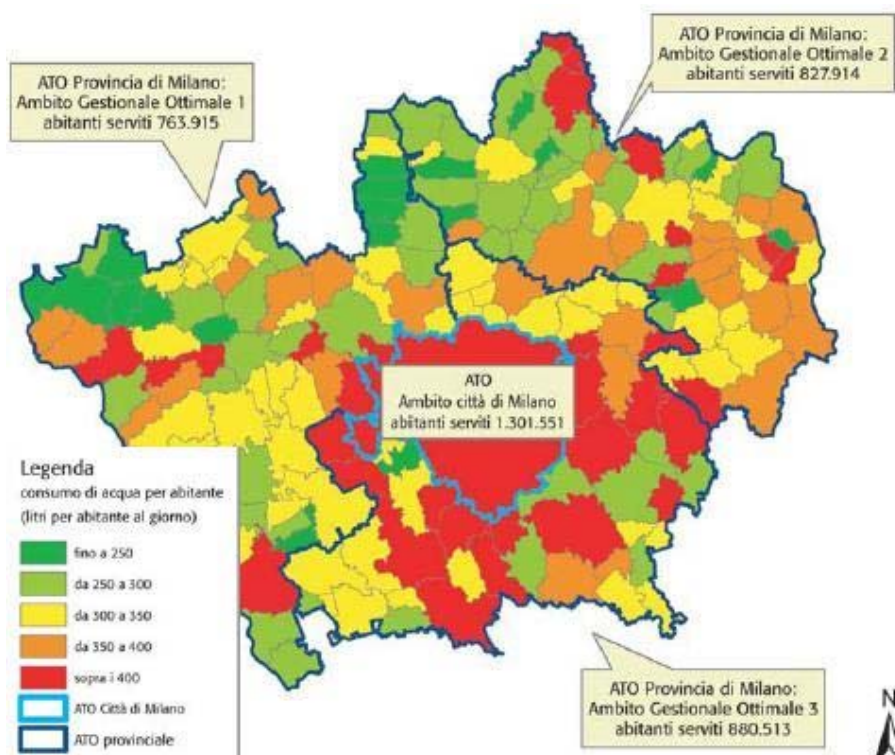 ATO Provincia di Milano:
Ambito Gestionale Ottimale 1
abitanti serviti 763.915
ATO Provincia di Milano:
Ambito Gestionale Ottimale 2
abitanti serviti 827.914
ATO
Ambito città di Milano
abitanti serviti 1.301.551
Legenda
consumo di acqua per abitante
(litri per abitante al giorno)
fino a 250
da 250 a 300
da 300 a 350
da 350 a 400
sopra i 400
ATO Città di Milano
ATO provinciale
ATO Provincia di Milano:
Ambito Gestionale Ottimale 3
abitanti serviti 880.513
N